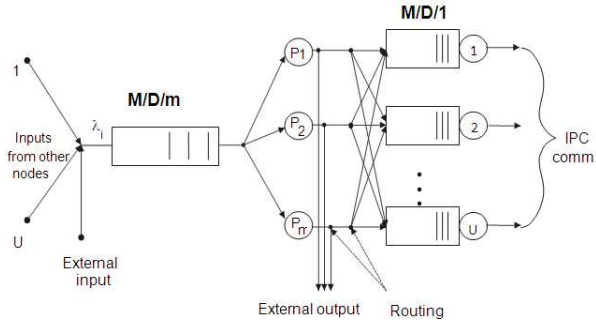 M/D/1
1
P1
1
M/D/m
λi
Inputs
from other
nodes
P2
2
IPC
comm
U
Pm
U
External
input
External output
Routing